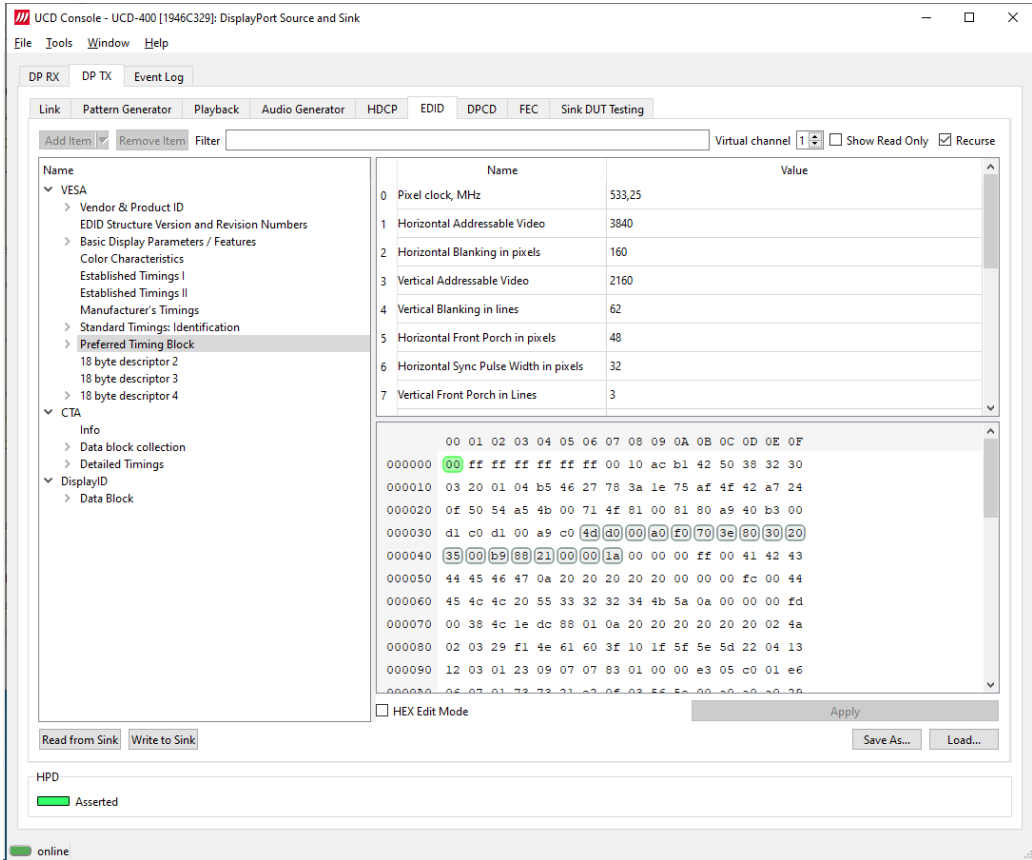 UCD Console - UCD-400 [1946C329]: DisplayPort Source and Sink
File Tools Window Help
DP RX DP TX Event Log
Link Pattern Generator Playback Audio Generator HDCP EDID DPCD FEC Sink DUT Testing
Add Item Remove Item Filter Virtual channel 1 Show Read Only Recurse
Name
VESA
Vendor & Product ID
EDID Structure Version and Revision Numbers
Basic Display Parameters / Features
Color Characteristics
Established Timings I
Established Timings II
Manufacturer's Timings
Standard Timings: Identification
Preferred Timing Block
18 byte descriptor 2
18 byte descriptor 3
18 byte descriptor 4
CTA
Info
Data block collection
Detailed Timings
DisplayID
Data Block
Name Value
0 Pixel clock, MHz 533,25
1 Horizontal Addressable Video 3840
2 Horizontal Blanking in pixels 160
3 Vertical Addressable Video 2160
4 Vertical Blanking in lines 62
5 Horizontal Front Porch in pixels 48
6 Horizontal Sync Pulse Width in pixels 32
7 Vertical Front Porch in Lines 3
00 01 02 03 04 05 06 07 08 09 0A 0B 0C 0D 0E 0F
000000 00 ff ff ff ff ff ff 00 10 ac b1 42 50 38 32 30
000010 03 20 01 04 b5 46 27 78 3a 1e 75 af 4f 42 a7 24
000020 0f 50 54 a5 4b 00 71 4f 81 00 81 80 a9 40 b3 00
000030 d1 c0 d1 00 a9 c0 4d d0 00 a0 f0 70 3e 80 30 20
000040 35 00 b9 88 21 00 00 1a 00 00 00 ff 00 41 42 43
000050 44 45 46 47 0a 20 20 20 20 20 00 00 00 fc 00 44
000060 45 4c 4c 20 55 33 32 32 34 4b 5a 0a 00 00 00 fd
000070 00 38 4c 1e dc 88 01 0a 20 20 20 20 20 20 02 4a
000080 02 03 29 f1 4e 61 60 3f 10 1f 5f 5e 5d 22 04 13
000090 12 03 01 23 09 07 07 83 01 00 00 e3 05 c0 01 e6
HEX Edit Mode Apply
Read from Sink Write to Sink Save As... Load...
HPD
Asserted
online